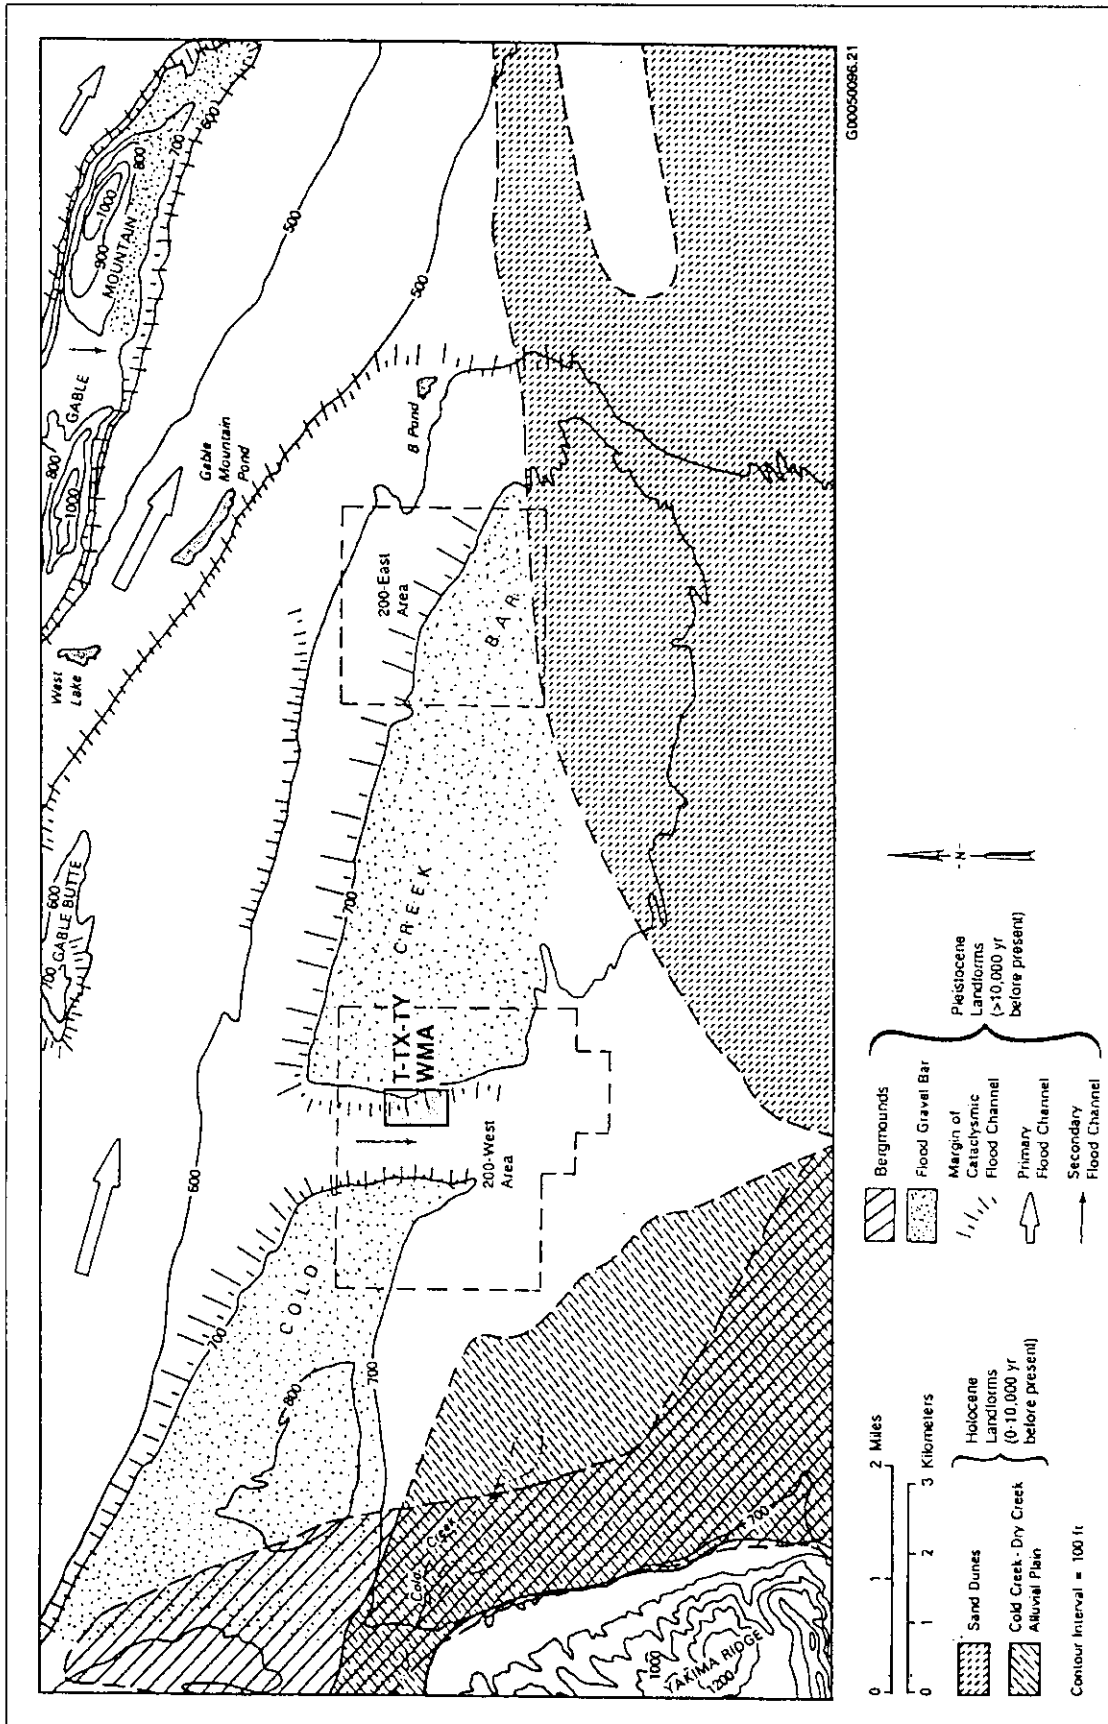 GABLE BUTTE
700
600
West
Lake
Gable
Mountain
Pond
GABLE
MOUNTAIN
800
1000
900
1000
800
700
600
500
500
600
700
700
800
700
COLD
CREEK
BAR
T-TX-TY
WMA
200-West
Area
200-East
Area
B Pond
Cold Creek
YAKIMA RIDGE
1000
1200
700
G00050096.21
0 1 2 Miles
0 1 2 3 Kilometers
Sand Dunes
Cold Creek - Dry Creek
Alluvial Plain
Holocene
Landforms
(0-10,000 yr
before present)
Contour Interval = 100 ft
Bergmounds
Flood Gravel Bar
Margin of
Cataclysmic
Flood Channel
Primary
Flood Channel
Secondary
Flood Channel
Pleistocene
Landforms
(>10,000 yr
before present)
-N-